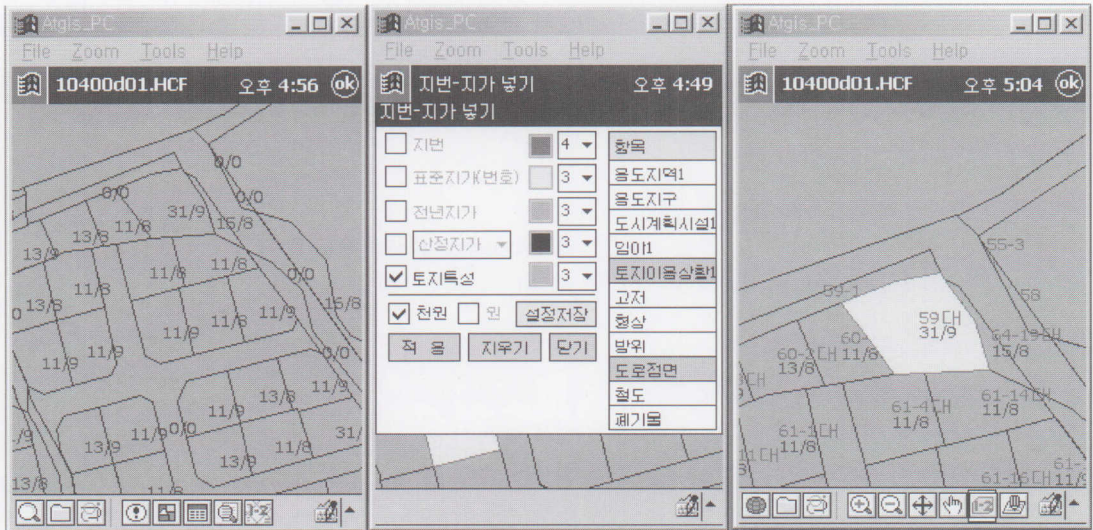 Atgis_PC
File Zoom Tools Help
10400d01.HCF 오후 4:56 ok
0/0
0/0
0/0
31/9
15/8
11/8
13/8
13/9
11/8
11/8
0/0
11/8
13/8
11/9
11/8
11/9
15/8
0
11/9
11/9
0/0
11/9
13/8
11/9
11/9
0/0
31/
13/9
11/8
13/9
13/8
11/8
Atgis_PC
File Zoom Tools Help
지번-지가 넣기 오후 4:49
지번-지가 넣기
지번 4
표준지가(번호) 3
전년지가 3
산정지가 3
토지특성 3
천원 원 설정저장
적 용 지우기 닫기
항목
용도지역1
용도지구
도시계획시설1
임야1
토지이용상황1
고저
형상
방위
도로접면
철도
폐기물
Atgis_PC
File Zoom Tools Help
10400d01.HCF 오후 5:04 ok
55-3
59-1
58
59대
31/9
60-
11/8
60-2대
13/8
64-19대
15/8
61-4대
11/8
61-14대
11/8
61-1대
11/8
61-16대